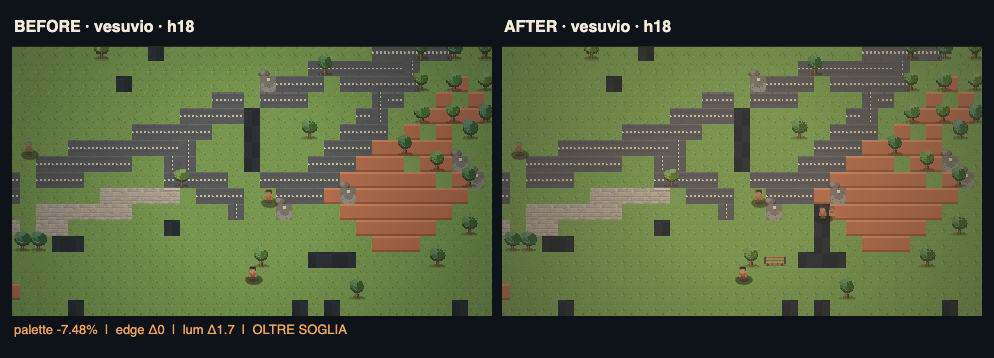 BEFORE · vesuvio · h18
AFTER · vesuvio · h18
palette -7.48% | edge Δ0 | lum Δ1.7 | OLTRE SOGLIA